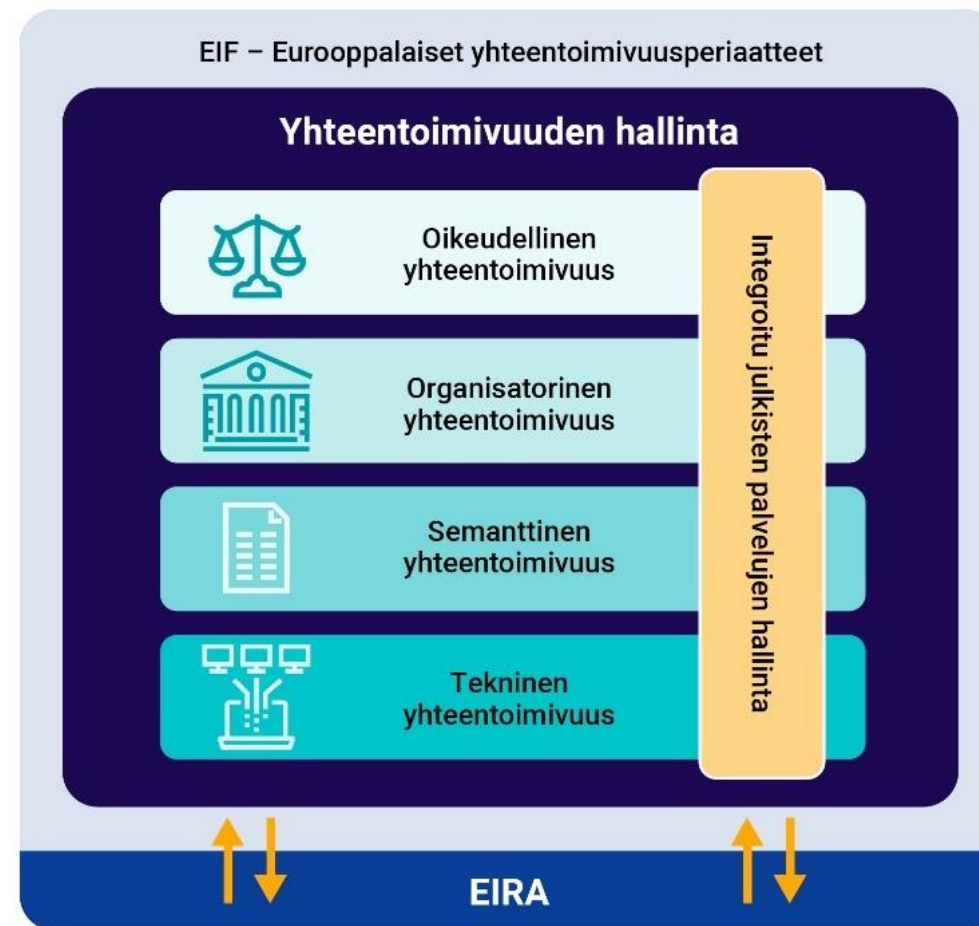 EIF – Eurooppalaiset yhteentoimivuusperiaatteet
Yhteentoimivuuden hallinta
Oikeudellinen
yhteentoimivuus
Organisatorinen
yhteentoimivuus
Semanttinen
yhteentoimivuus
Tekninen
yhteentoimivuus
Integroitu julkisten palvelujen hallinta
EIRA